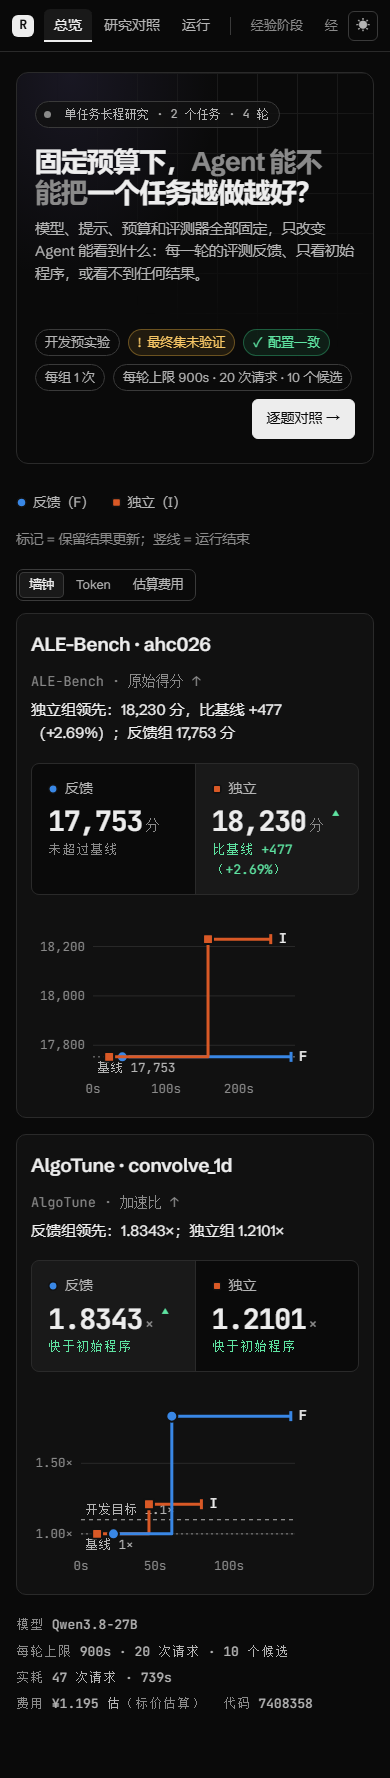 R 总览 研究对照 运行 经验阶段 经
单任务长程研究 · 2 个任务 · 4 轮
固定预算下，Agent 能不
能把一个任务越做越好？
模型、提示、预算和评测器全部固定，只改变
Agent 能看到什么：每一轮的评测反馈、只看初始
程序，或看不到任何结果。
开发预实验 ! 最终集未验证 ✓ 配置一致
每组 1 次 每轮上限 900s · 20 次请求 · 10 个候选
逐题对照 →
反馈（F） 独立（I）
标记 = 保留结果更新；竖线 = 运行结束
墙钟 Token 估算费用
ALE-Bench · ahc026
ALE-Bench · 原始得分 ↑
独立组领先：18,230 分，比基线 +477
（+2.69%）；反馈组 17,753 分
反馈
17,753 分
未超过基线
独立
18,230 分 ▲
比基线 +477
（+2.69%）
18,200
18,000
17,800
I
F
基线 17,753
0s 100s 200s
AlgoTune · convolve_1d
AlgoTune · 加速比 ↑
反馈组领先：1.8343×；独立组 1.2101×
反馈
1.8343× ▲
快于初始程序
独立
1.2101×
快于初始程序
F
1.50×
I
开发目标 1.1×
1.00×
基线 1×
0s 50s 100s
模型 Qwen3.8-27B
每轮上限 900s · 20 次请求 · 10 个候选
实耗 47 次请求 · 739s
费用 ¥1.195 估（标价估算） 代码 7408358